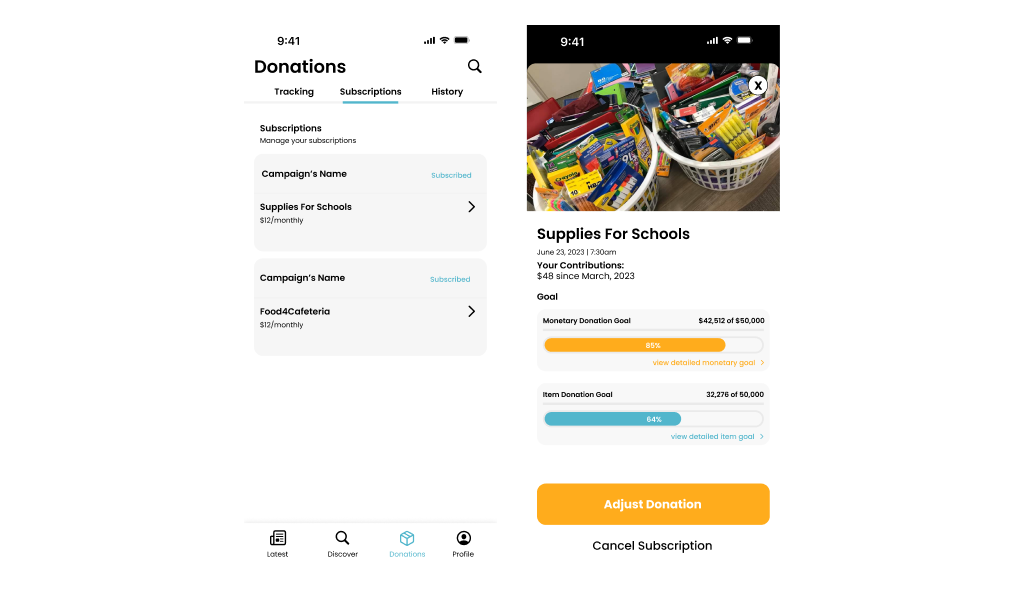 9:41
Donations
Tracking Subscriptions History
Subscriptions
Manage your subscriptions
Campaign's Name Subscribed
Supplies For Schools
$12/monthly
Campaign's Name Subscribed
Food4Cafeteria
$12/monthly
Latest Discover Donations Profile
9:41
X
Crayola
Supplies For Schools
June 23, 2023 | 7:30am
Your Contributions:
$48 since March, 2023
Goal
Monetary Donation Goal $42,512 of $50,000
85%
view detailed monetary goal >
Item Donation Goal 32,276 of 50,000
64%
view detailed item goal >
Adjust Donation
Cancel Subscription